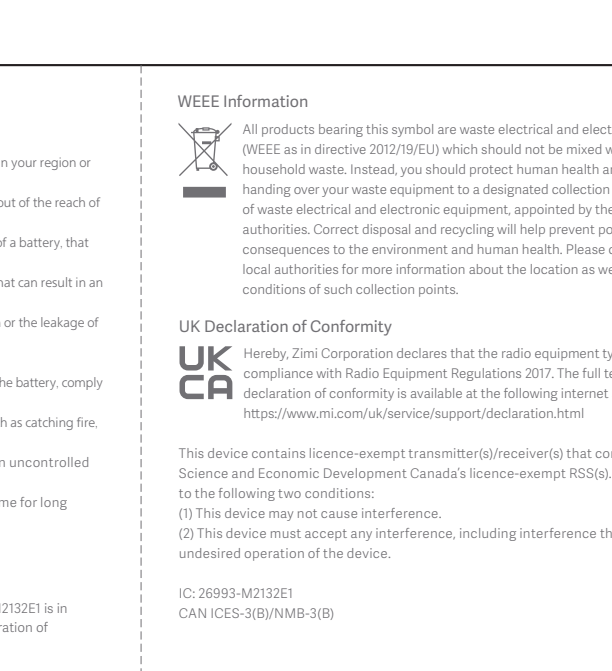 n your region or
out of the reach of
of a battery, that
hat can result in an
or the leakage of
he battery, comply
h as catching fire,
n uncontrolled
me for long
2132E1 is in
ration of
WEEE Information
All products bearing this symbol are waste electrical and elect
(WEEE as in directive 2012/19/EU) which should not be mixed w
household waste. Instead, you should protect human health a
handing over your waste equipment to a designated collection
of waste electrical and electronic equipment, appointed by the
authorities. Correct disposal and recycling will help prevent po
consequences to the environment and human health. Please c
local authorities for more information about the location as we
conditions of such collection points.
UK Declaration of Conformity
UK
CA
Hereby, Zimi Corporation declares that the radio equipment ty
compliance with Radio Equipment Regulations 2017. The full te
declaration of conformity is available at the following internet
https://www.mi.com/uk/service/support/declaration.html
This device contains licence-exempt transmitter(s)/receiver(s) that co
Science and Economic Development Canada's licence-exempt RSS(s).
to the following two conditions:
(1) This device may not cause interference.
(2) This device must accept any interference, including interference th
undesired operation of the device.
IC: 26993-M2132E1
CAN ICES-3(B)/NMB-3(B)